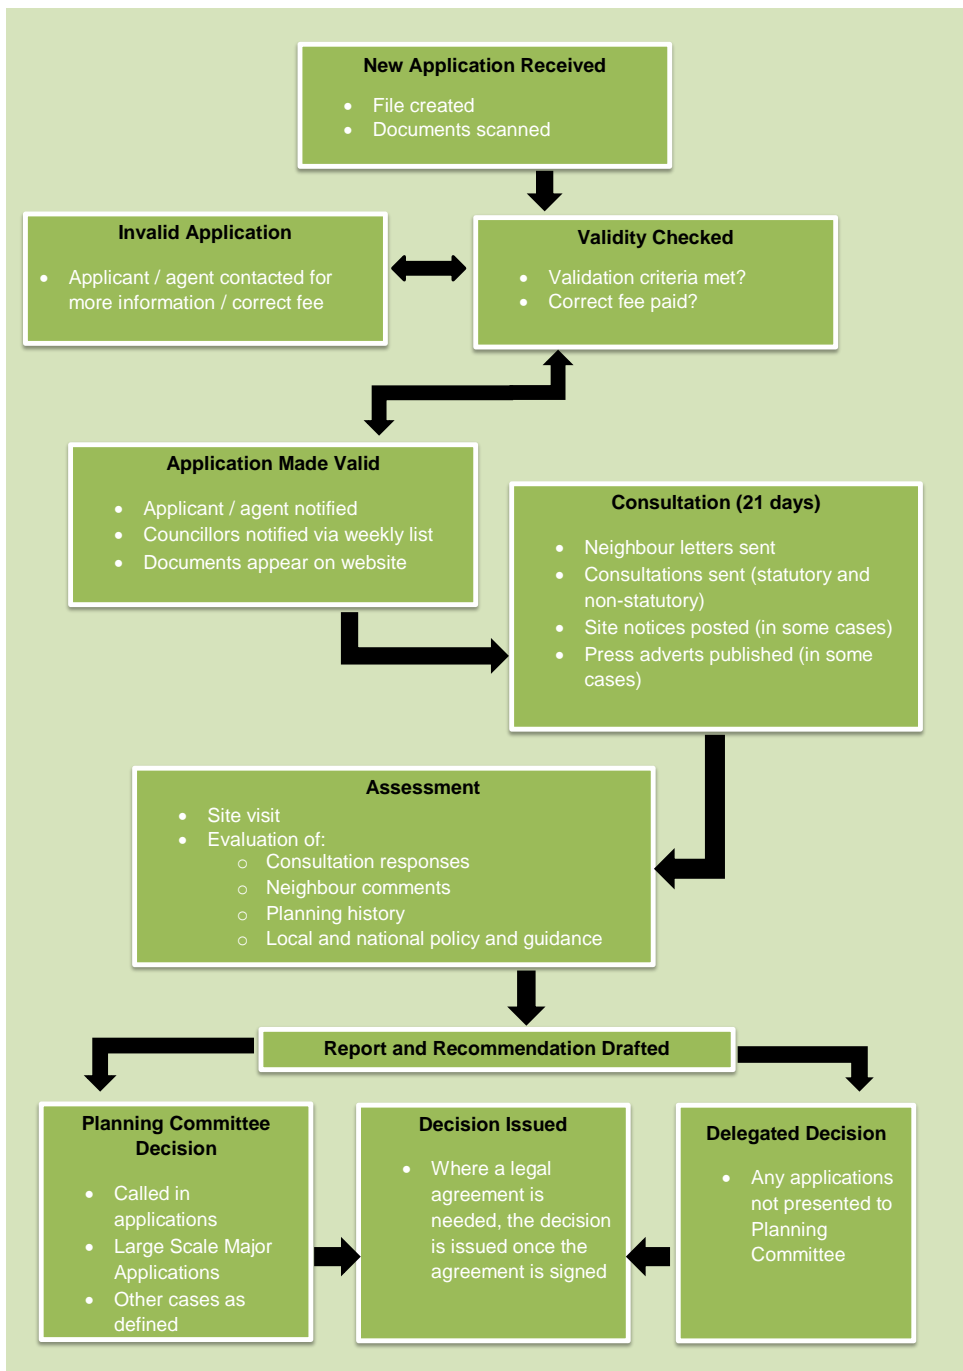 New Application Received
• File created
• Documents scanned
Invalid Application
• Applicant / agent contacted for
more information / correct fee
Validity Checked
• Validation criteria met?
• Correct fee paid?
Application Made Valid
• Applicant / agent notified
• Councillors notified via weekly list
• Documents appear on website
Consultation (21 days)
• Neighbour letters sent
• Consultations sent (statutory and
non-statutory)
• Site notices posted (in some cases)
• Press adverts published (in some
cases)
Assessment
• Site visit
• Evaluation of:
o Consultation responses
o Neighbour comments
o Planning history
o Local and national policy and guidance
Report and Recommendation Drafted
Planning Committee
Decision
• Called in
applications
• Large Scale Major
Applications
• Other cases as
defined
Decision Issued
• Where a legal
agreement is
needed, the decision
is issued once the
agreement is signed
Delegated Decision
• Any applications
not presented to
Planning
Committee